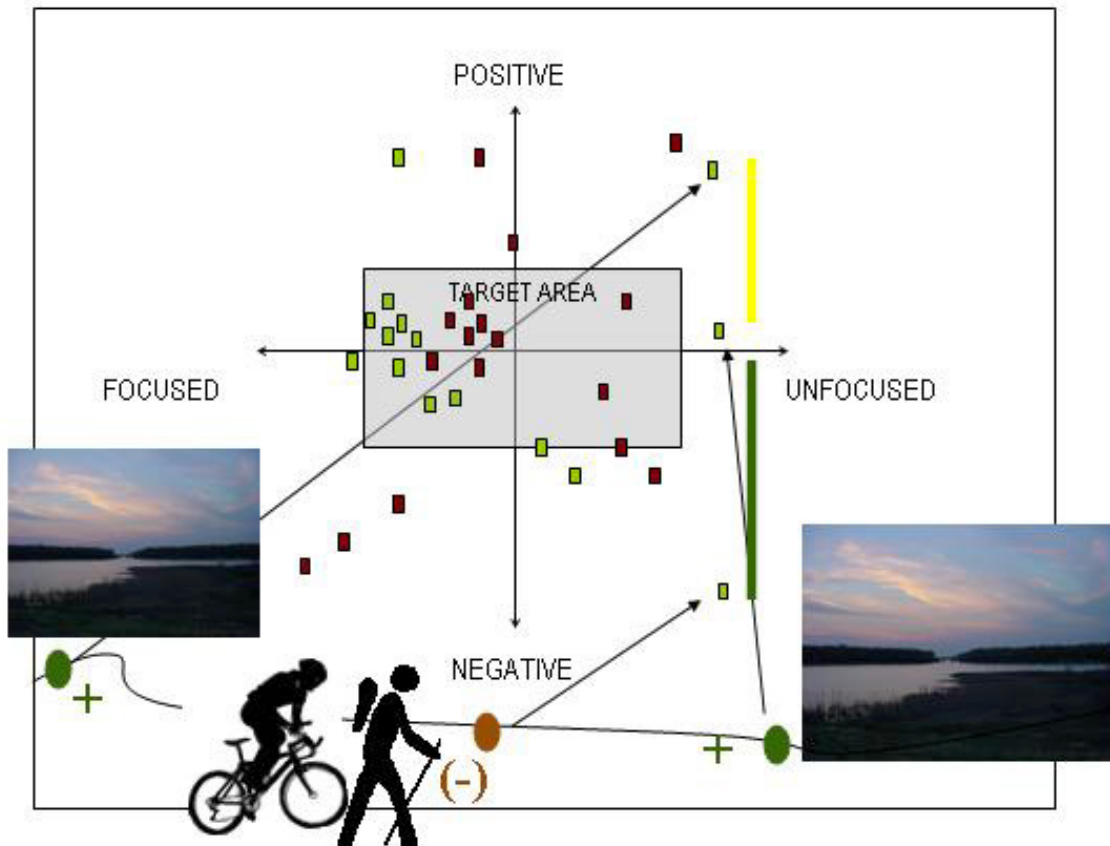 POSITIVE
TARGET AREA
FOCUSED
UNFOCUSED
NEGATIVE
+
(-)
+